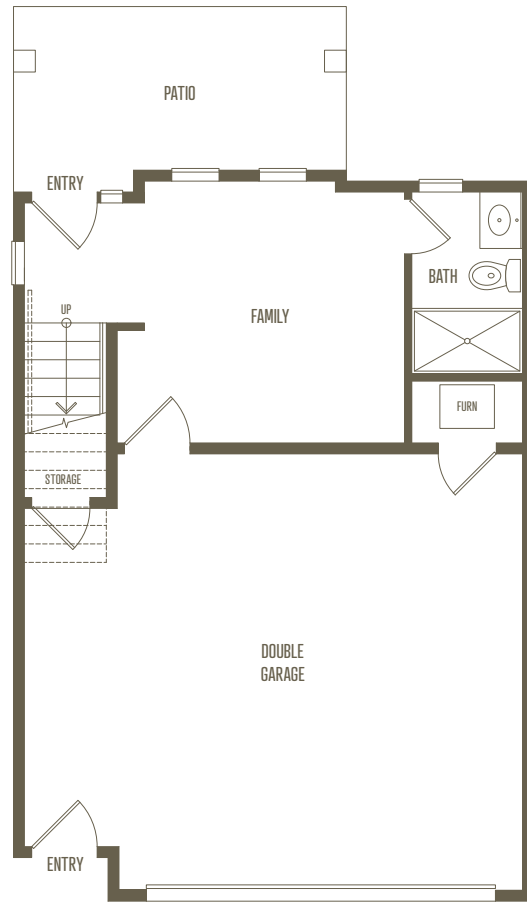 PATIO
ENTRY
BATH
UP
FAMILY
FURN
STORAGE
DOUBLE
GARAGE
ENTRY